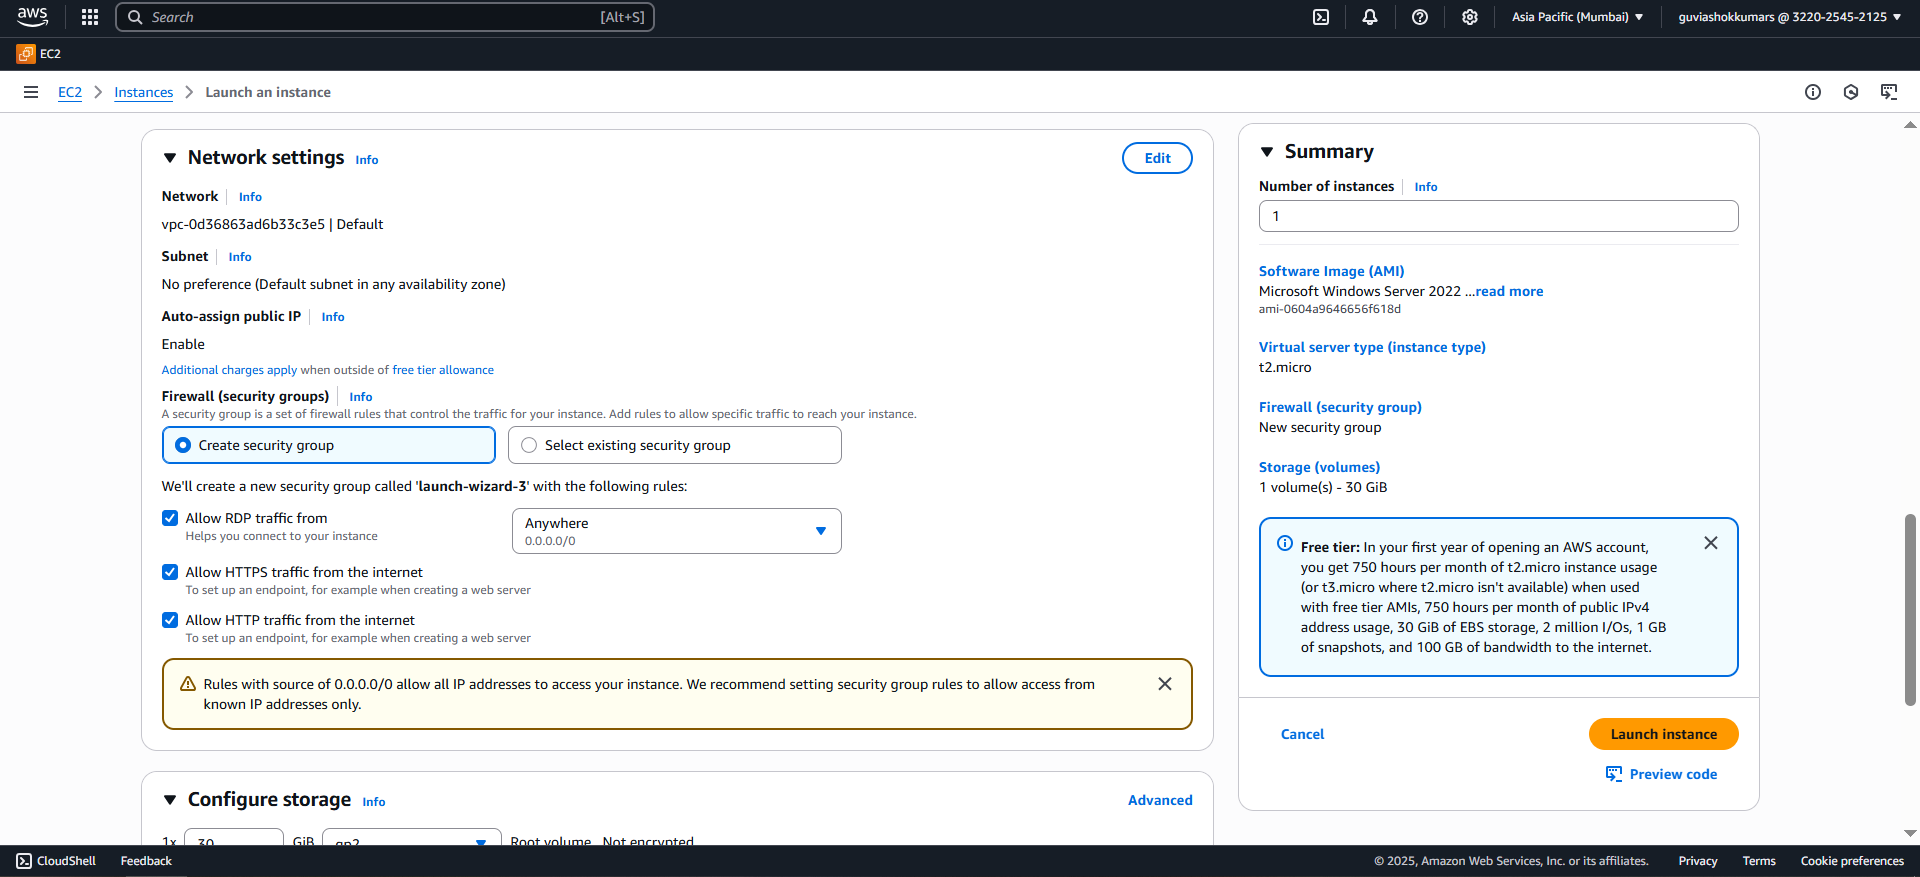 aws
Search
[Alt+S]
Asia Pacific (Mumbai)
guviashokkumars @ 3220-2545-2125
EC2
EC2
Instances
Launch an instance
Network settings Info
Edit
Network Info
vpc-0d36863ad6b33c3e5 | Default
Subnet Info
No preference (Default subnet in any availability zone)
Auto-assign public IP Info
Enable
Additional charges apply when outside of free tier allowance
Firewall (security groups) Info
A security group is a set of firewall rules that control the traffic for your instance. Add rules to allow specific traffic to reach your instance.
Create security group
Select existing security group
We'll create a new security group called 'launch-wizard-3' with the following rules:
Allow RDP traffic from
Helps you connect to your instance
Anywhere
0.0.0.0/0
Allow HTTPS traffic from the internet
To set up an endpoint, for example when creating a web server
Allow HTTP traffic from the internet
To set up an endpoint, for example when creating a web server
Rules with source of 0.0.0.0/0 allow all IP addresses to access your instance. We recommend setting security group rules to allow access from
known IP addresses only.
Configure storage Info
Advanced
1x 30 GiB gp2 Root volume, Not encrypted
Summary
Number of instances Info
1
Software Image (AMI)
Microsoft Windows Server 2022 ...read more
ami-0604a9646656f618d
Virtual server type (instance type)
t2.micro
Firewall (security group)
New security group
Storage (volumes)
1 volume(s) - 30 GiB
Free tier: In your first year of opening an AWS account,
you get 750 hours per month of t2.micro instance usage
(or t3.micro where t2.micro isn't available) when used
with free tier AMIs, 750 hours per month of public IPv4
address usage, 30 GiB of EBS storage, 2 million I/Os, 1 GB
of snapshots, and 100 GB of bandwidth to the internet.
Cancel
Launch instance
Preview code
CloudShell
Feedback
© 2025, Amazon Web Services, Inc. or its affiliates.
Privacy
Terms
Cookie preferences